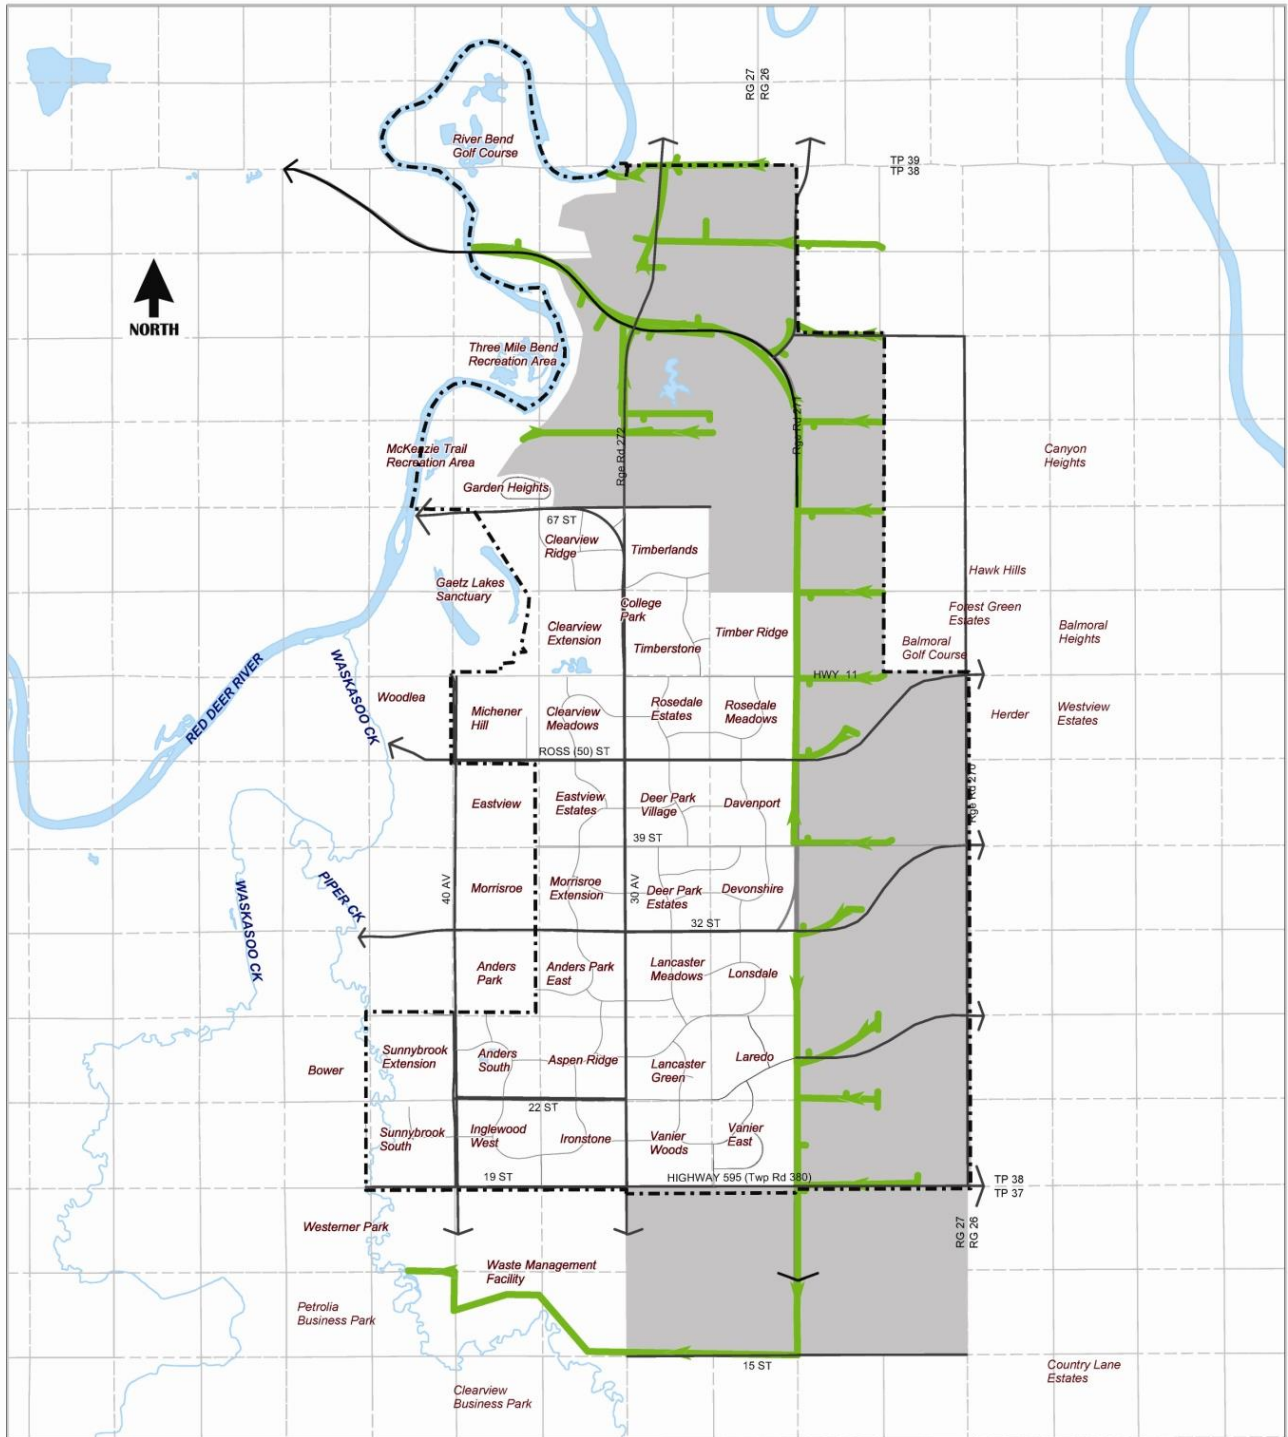 RG 27
RG 26
River Bend
Golf Course
TP 39
TP 38
NORTH
Three Mile Bend
Recreation Area
Rge Rd 271
Rge Rd 272
McKenzie Trail
Recreation Area
Canyon
Heights
Garden Heights
67 ST
Clearview
Ridge
Timberlands
Hawk Hills
Gaetz Lakes
Sanctuary
College
Park
Forest Green
Estates
Clearview
Extension
Timberstone
Timber Ridge
Balmoral
Golf Course
Balmoral
Heights
RED DEER RIVER
WASKASOO CK
HWY 11
Woodlea
Michener
Hill
Clearview
Meadows
Rosedale
Estates
Rosedale
Meadows
Herder
Westview
Estates
ROSS (50) ST
Rge Rd 270
Eastview
Eastview
Estates
Deer Park
Village
Davenport
39 ST
PIPER CK
WASKASOO CK
40 AV
Morrisroe
Morrisroe
Extension
30 AV
Deer Park
Estates
Devonshire
32 ST
Anders
Park
Anders Park
East
Lancaster
Meadows
Lonsdale
Bower
Sunnybrook
Extension
Anders
South
Aspen Ridge
Lancaster
Green
Laredo
22 ST
Sunnybrook
South
Inglewood
West
Ironstone
Vanier
Woods
Vanier
East
19 ST
HIGHWAY 595 (Twp Rd 380)
TP 38
TP 37
RG 27
RG 26
Westerner Park
Waste Management
Facility
Petrolia
Business Park
15 ST
Country Lane
Estates
Clearview
Business Park